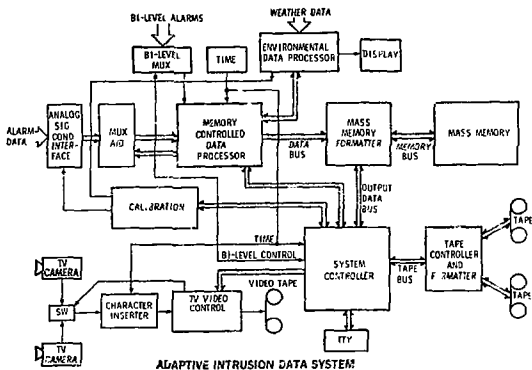 BI-LEVEL ALARMS
WEATHER DATA
BI-LEVEL
MUX
TIME
ENVIRONMENTAL
DATA PROCESSOR
DISPLAY
ANALOG
SIG
COND
INTER-
FACE
ALARM-
DATA
MUX
A/D
MEMORY
CONTROLLED
DATA
PROCESSOR
DATA
BUS
MASS
MEMORY
FORMATTER
MEMORY
BUS
MASS MEMORY
CALIBRATION
OUTPUT
DATA
BUS
TIME
BI-LEVEL CONTROL
SYSTEM
CONTROLLER
TAPE
BUS
TAPE
CONTROLLER
AND
FORMATTER
TAPE
TAPE
TV
CAMERA
SW
CHARACTER
INSERTER
TV VIDEO
CONTROL
VIDEO TAPE
TV
CAMERA
TTY
ADAPTIVE INTRUSION DATA SYSTEM